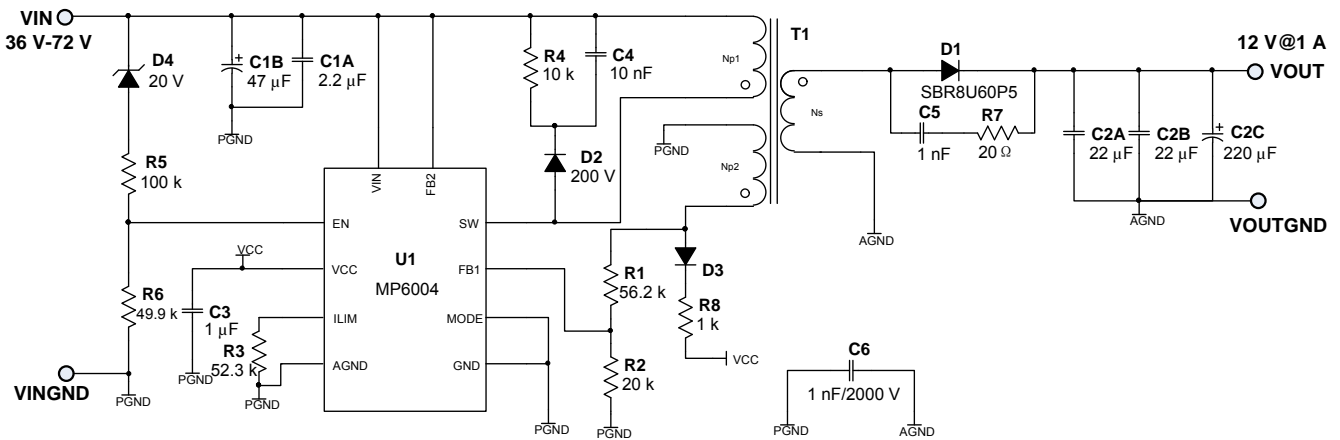 VIN
36 V-72 V
D4
20 V
C1B
47 μF
C1A
2.2 μF
PGND
R4
10 k
C4
10 nF
Np1
T1
D1
SBR8U60P5
12 V@1 A
VOUT
Ns
C5
1 nF
R7
20 Ω
C2A
22 μF
C2B
22 μF
C2C
220 μF
AGND
VOUTGND
AGND
PGND
Np2
D2
200 V
R5
100 k
VIN
FB2
EN
SW
VCC
VCC
U1
MP6004
FB1
R1
56.2 k
D3
R8
1 k
VCC
R6
49.9 k
C3
1 μF
PGND
ILIM
R3
52.3 k
PGND
AGND
MODE
GND
PGND
R2
20 k
PGND
C6
1 nF/2000 V
PGND
AGND
VINGND
PGND